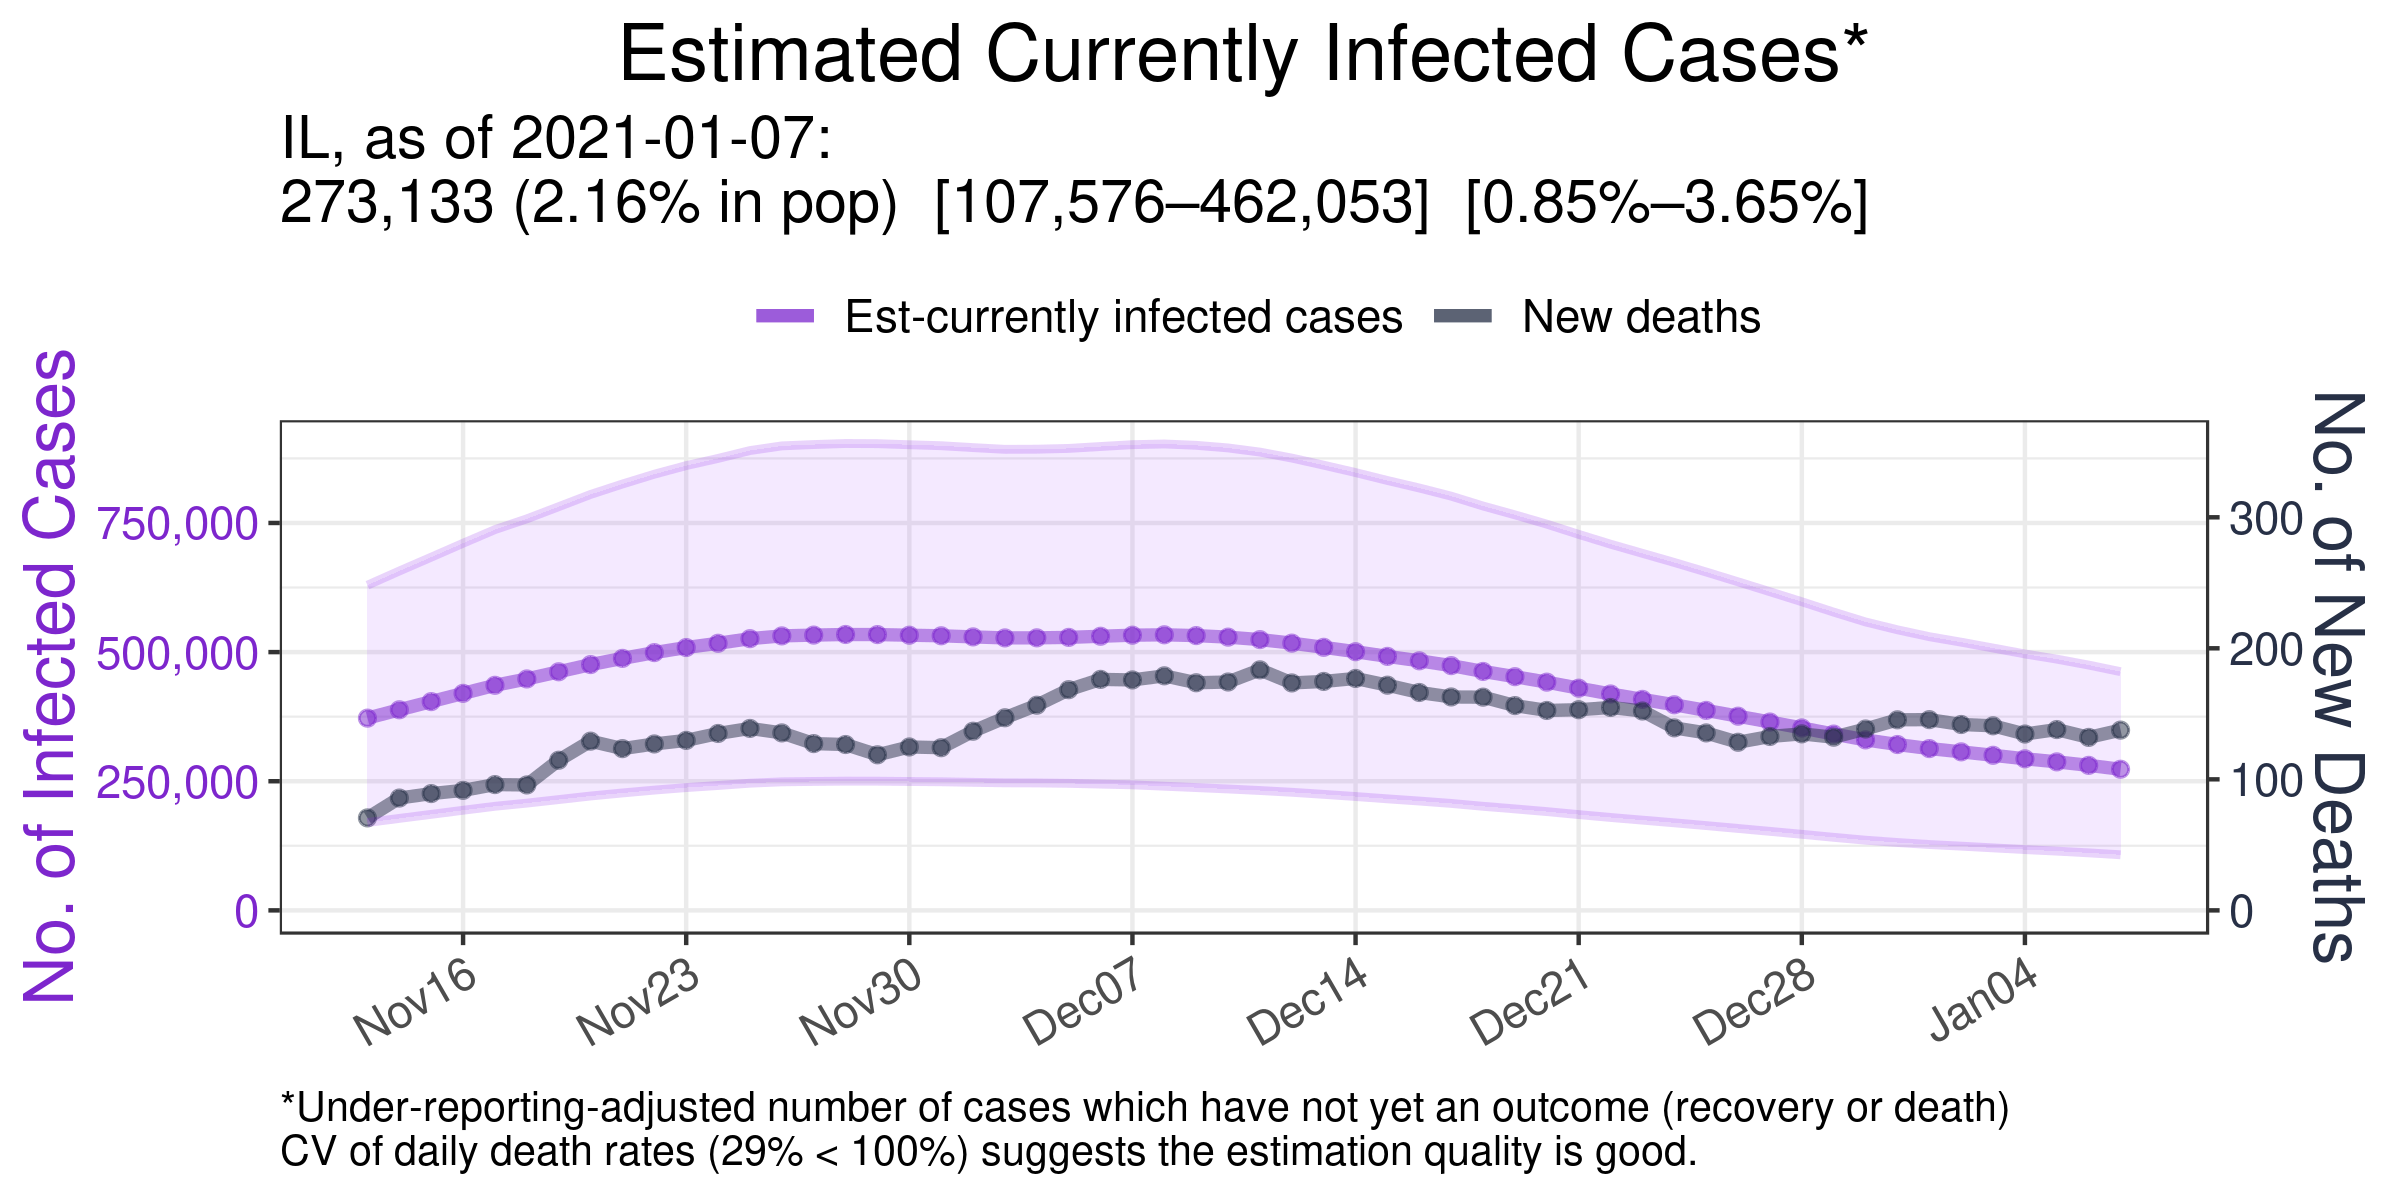 Estimated Currently Infected Cases*
IL, as of 2021-01-07:
273,133 (2.16% in pop)  [107,576–462,053]  [0.85%–3.65%]
Est-currently infected cases
New deaths
No. of Infected Cases
750,000
500,000
250,000
0
300
200
100
0
No. of New Deaths
Nov16
Nov23
Nov30
Dec07
Dec14
Dec21
Dec28
Jan04
*Under-reporting-adjusted number of cases which have not yet an outcome (recovery or death)
CV of daily death rates (29% < 100%) suggests the estimation quality is good.